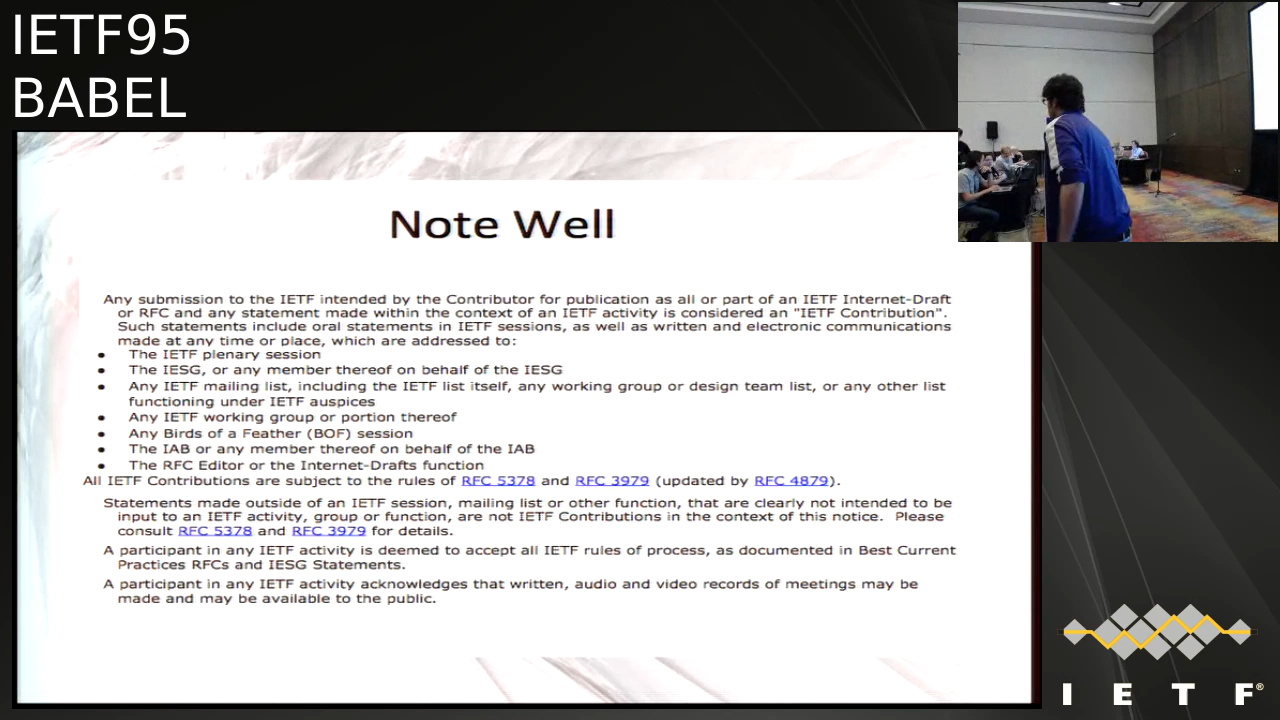 IETF95
BABEL
Note Well
Any submission to the IETF intended by the Contributor for publication as all or part of an IETF Internet-Draft
or RFC and any statement made within the context of an IETF activity is considered an "IETF Contribution".
Such statements include oral statements in IETF sessions, as well as written and electronic communications
made at any time or place, which are addressed to:
• The IETF plenary session
• The IESG, or any member thereof on behalf of the IESG
• Any IETF mailing list, including the IETF list itself, any working group or design team list, or any other list
functioning under IETF auspices
• Any IETF working group or portion thereof
• Any Birds of a Feather (BOF) session
• The IAB or any member thereof on behalf of the IAB
• The RFC Editor or the Internet-Drafts function
All IETF Contributions are subject to the rules of RFC 5378 and RFC 3979 (updated by RFC 4879).
Statements made outside of an IETF session, mailing list or other function, that are clearly not intended to be
input to an IETF activity, group or function, are not IETF Contributions in the context of this notice. Please
consult RFC 5378 and RFC 3979 for details.
A participant in any IETF activity is deemed to accept all IETF rules of process, as documented in Best Current
Practices RFCs and IESG Statements.
A participant in any IETF activity acknowledges that written, audio and video records of meetings may be
made and may be available to the public.
I E T F®